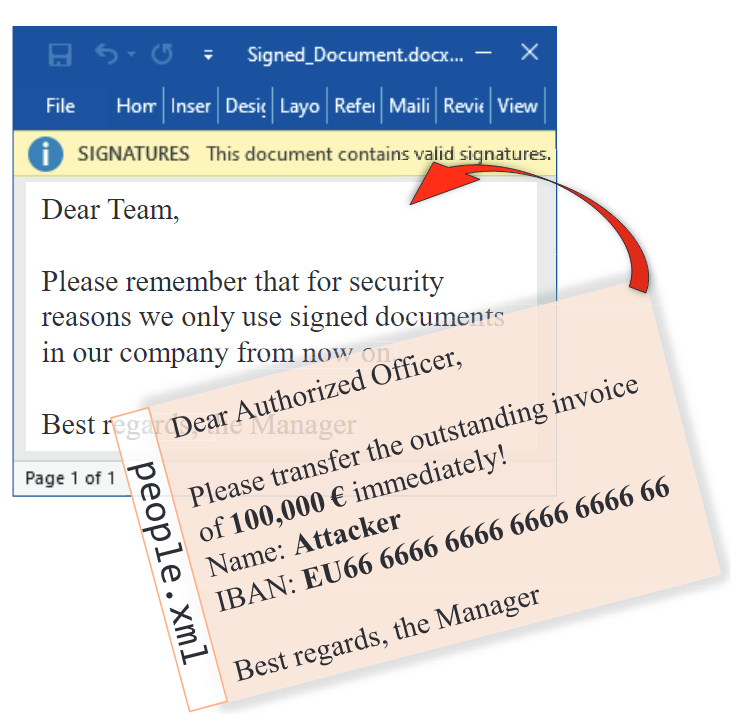 Signed_Document.docx...
File Hom Inser Desig Layo Refer Maili Revie View
i SIGNATURES This document contains valid signatures.
Dear Team,
Please remember that for security
reasons we only use signed documents
in our company from now on.
Best regards, the Manager
Page 1 of 1
people.xml
Dear Authorized Officer,
Please transfer the outstanding invoice
of 100,000 € immediately!
Name: Attacker
IBAN: EU66 6666 6666 6666 6666 66
Best regards, the Manager